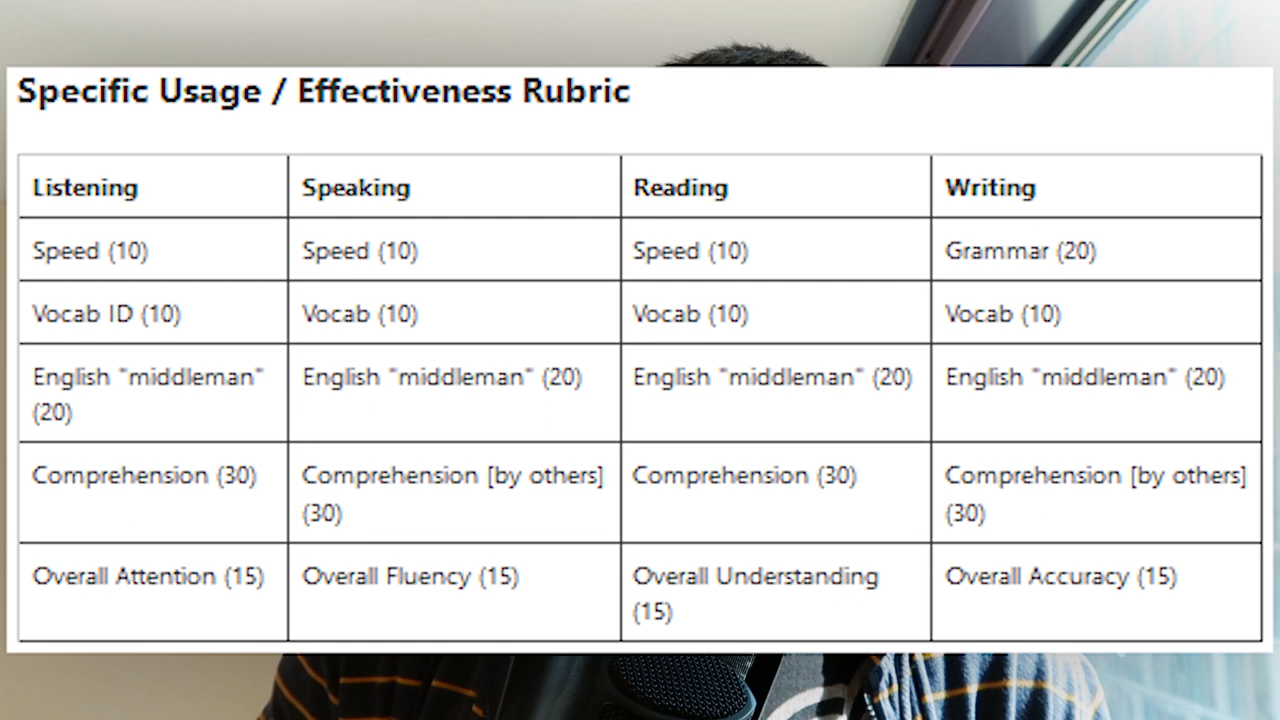 Specific Usage / Effectiveness Rubric
Listening Speaking Reading Writing
Speed (10) Speed (10) Speed (10) Grammar (20)
Vocab ID (10) Vocab (10) Vocab (10) Vocab (10)
English "middleman" English "middleman" (20) English "middleman" (20) English "middleman" (20)
(20)
Comprehension (30) Comprehension [by others] Comprehension (30) Comprehension [by others]
(30) (30)
Overall Attention (15) Overall Fluency (15) Overall Understanding Overall Accuracy (15)
(15)